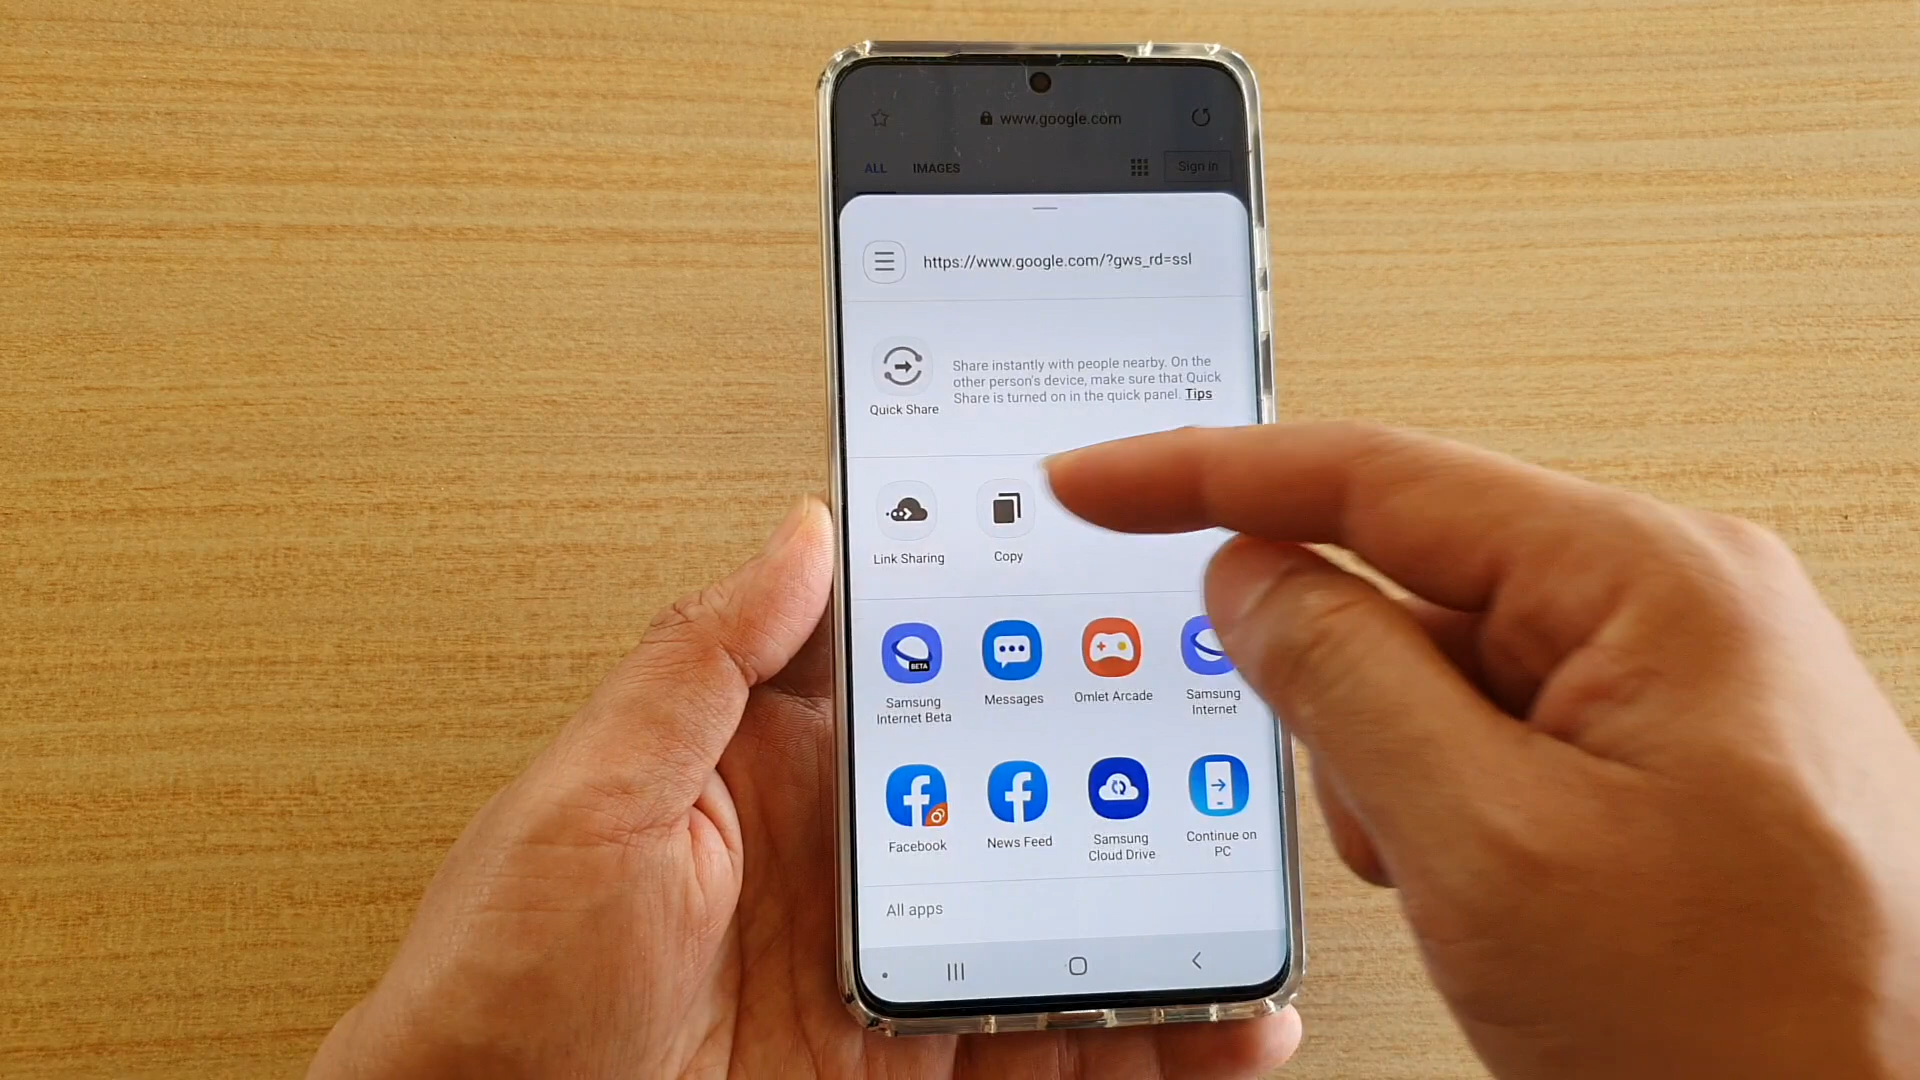 www.google.com
ALL IMAGES Sign in
https://www.google.com/?gws_rd=ssl
Share instantly with people nearby. On the
other person's device, make sure that Quick
Share is turned on in the quick panel. Tips
Quick Share
Link Sharing Copy
BETA
Samsung
Internet Beta
Messages
Omlet Arcade
Samsung
Internet
Facebook
News Feed
Samsung
Cloud Drive
Continue on
PC
All apps